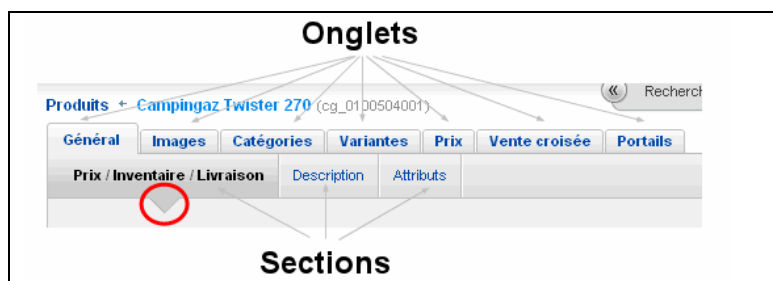 Onglets
« Recherch
Produits ← Campingaz Twister 270 (cg_0100504001)
Général Images Catégories Variantes Prix Vente croisée Portails
Prix / Inventaire / Livraison Description Attributs
Sections